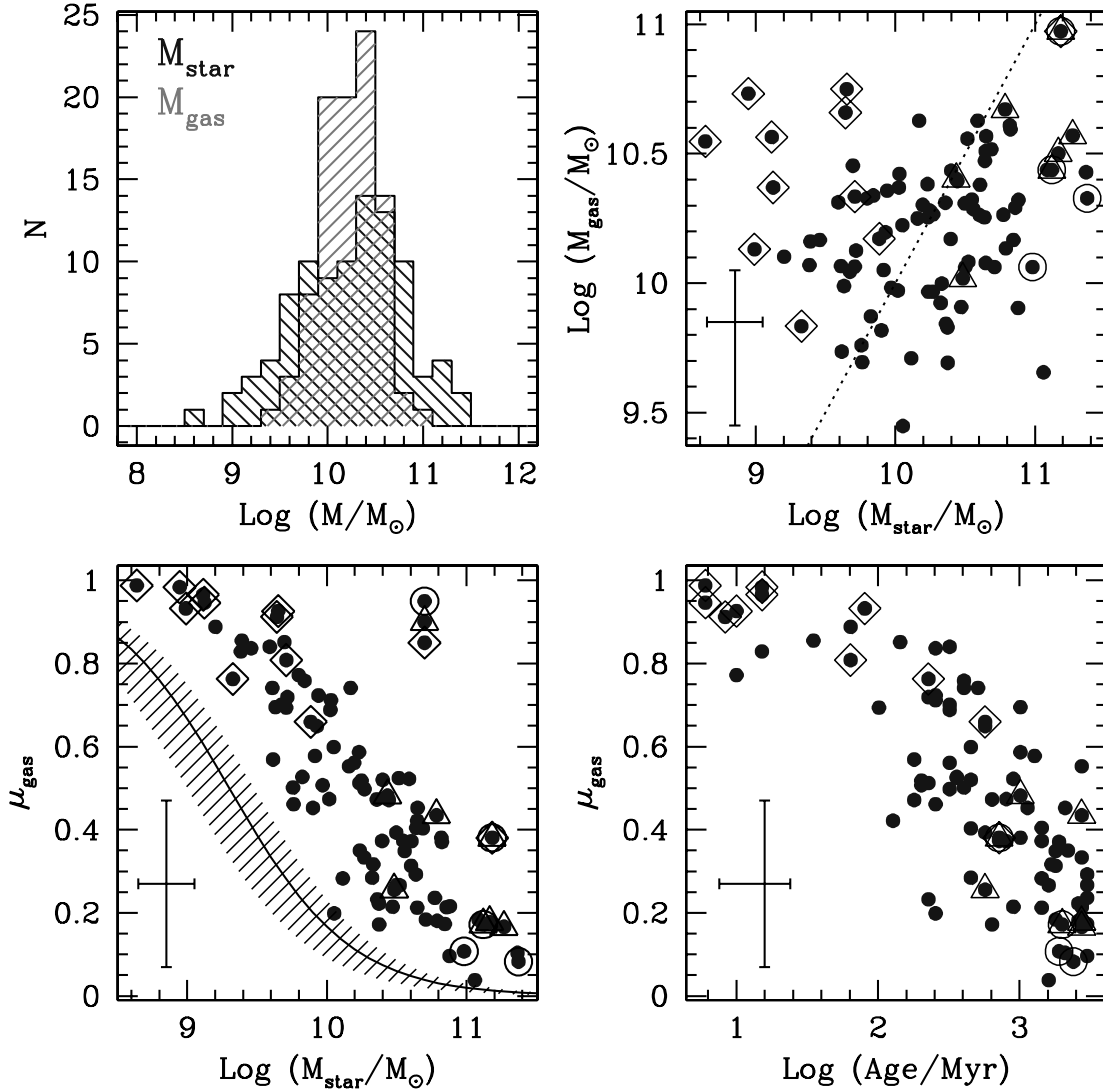 25
20
15
10
5
0
N
M_star
M_gas
8 9 10 11 12
Log (M/M_⊙)
11
10.5
10
9.5
Log (M_gas/M_⊙)
9 10 11
Log (M_star/M_⊙)
1
0.8
0.6
0.4
0.2
0
μ_gas
9 10 11
Log (M_star/M_⊙)
1
0.8
0.6
0.4
0.2
0
μ_gas
1 2 3
Log (Age/Myr)